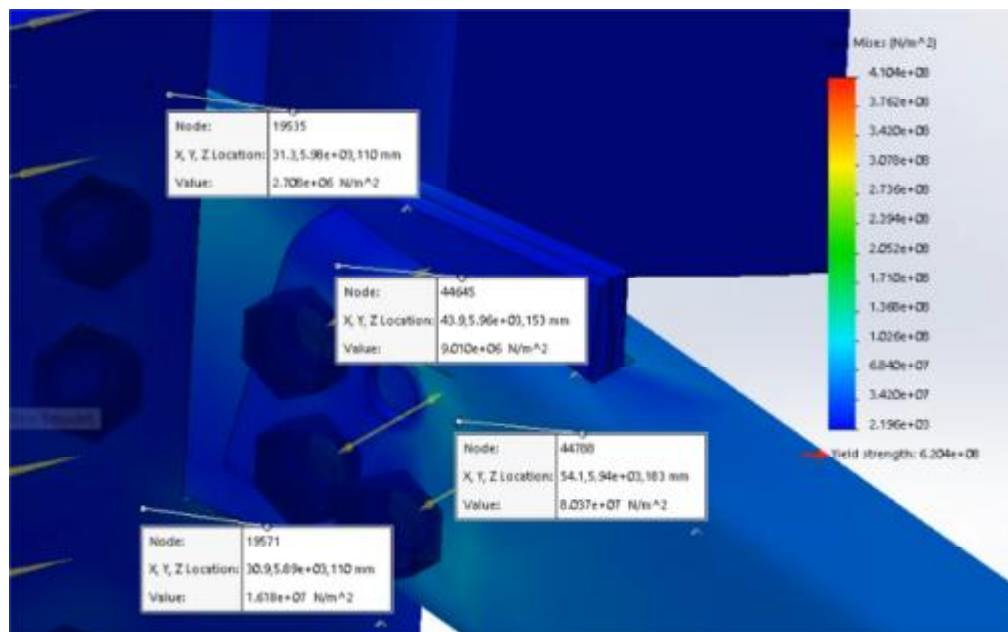 Mises (N/m^2)
4.104e+08
3.762e+08
3.420e+08
3.078e+08
2.736e+08
2.394e+08
2.052e+08
1.710e+08
1.368e+08
1.026e+08
6.840e+07
3.420e+07
2.196e+03
Yield strength: 6.204e+08
Node: 19535
X, Y, Z Location: 31.3,5.98e+03,110 mm
Value: 2.708e+06 N/m^2
Node: 44645
X, Y, Z Location: 43.9,5.96e+03,153 mm
Value: 9.010e+06 N/m^2
Node: 44788
X, Y, Z Location: 54.1,5.94e+03,183 mm
Value: 8.037e+07 N/m^2
Node: 19571
X, Y, Z Location: 30.9,5.89e+03,110 mm
Value: 1.618e+07 N/m^2